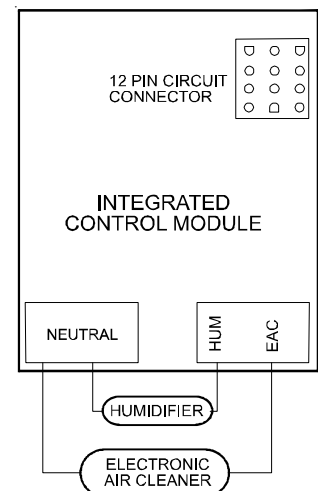 12 PIN CIRCUIT
CONNECTOR
INTEGRATED
CONTROL MODULE
NEUTRAL
HUM
EAC
HUMIDIFIER
ELECTRONIC
AIR CLEANER